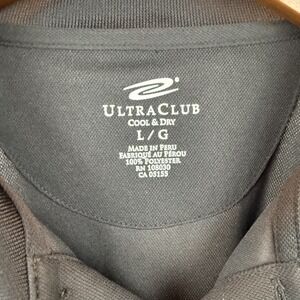 ULTRACLUB
COOL & DRY
L / G
MADE IN PERU
FABRIQUÉ AU PÉROU
100% POLYESTER
RN 108030
CA 05155